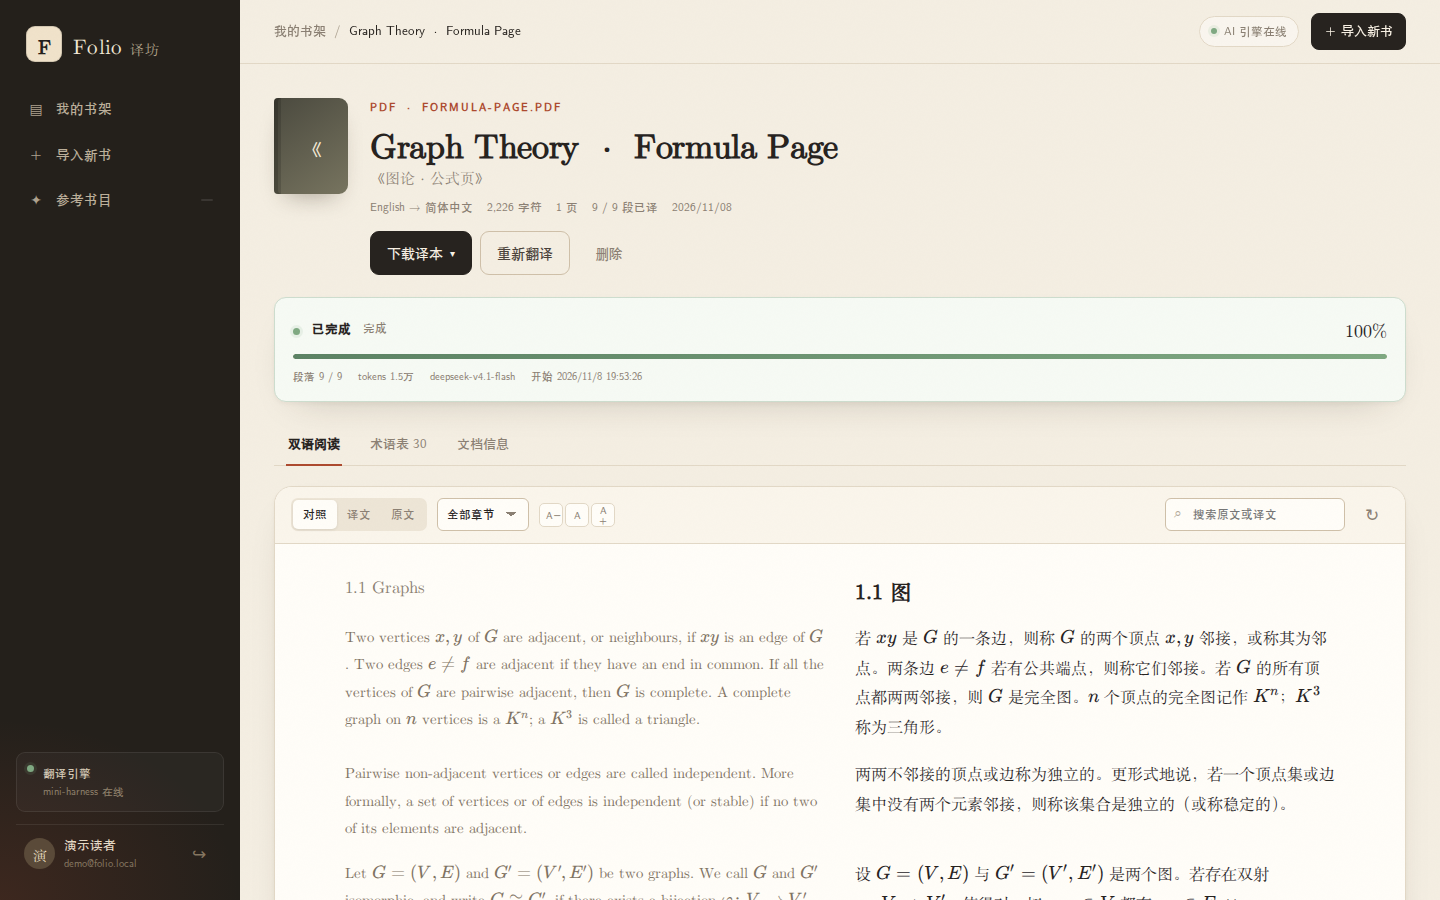 F Folio 译坊
我的书架
导入新书
参考书目
翻译引擎
mini-harness 在线
演 演示读者
demo@folio.local
我的书架 / Graph Theory · Formula Page
AI 引擎在线
+ 导入新书
《
PDF · FORMULA-PAGE.PDF
Graph Theory · Formula Page
《图论 · 公式页》
English → 简体中文 2,226 字符 1 页 9 / 9 段已译 2026/11/08
下载译本 ▾ 重新翻译 删除
已完成 完成 100%
段落 9 / 9 tokens 1.5万 deepseek-v4.1-flash 开始 2026/11/8 19:53:26
双语阅读 术语表 30 文档信息
对照 译文 原文 全部章节 A− A A+ 搜索原文或译文
1.1 Graphs
Two vertices x, y of G are adjacent, or neighbours, if xy is an edge of G
. Two edges e ≠ f are adjacent if they have an end in common. If all the
vertices of G are pairwise adjacent, then G is complete. A complete
graph on n vertices is a Kⁿ; a K³ is called a triangle.
Pairwise non-adjacent vertices or edges are called independent. More
formally, a set of vertices or of edges is independent (or stable) if no two
of its elements are adjacent.
Let G = (V, E) and G′ = (V′, E′) be two graphs. We call G and G′
1.1 图
若 xy 是 G 的一条边，则称 G 的两个顶点 x, y 邻接，或称其为邻
点。两条边 e ≠ f 若有公共端点，则称它们邻接。若 G 的所有顶
点都两两邻接，则 G 是完全图。n 个顶点的完全图记作 Kⁿ；K³
称为三角形。
两两不邻接的顶点或边称为独立的。更形式地说，若一个顶点集或边
集中没有两个元素邻接，则称该集合是独立的（或称稳定的）。
设 G = (V, E) 与 G′ = (V′, E′) 是两个图。若存在双射